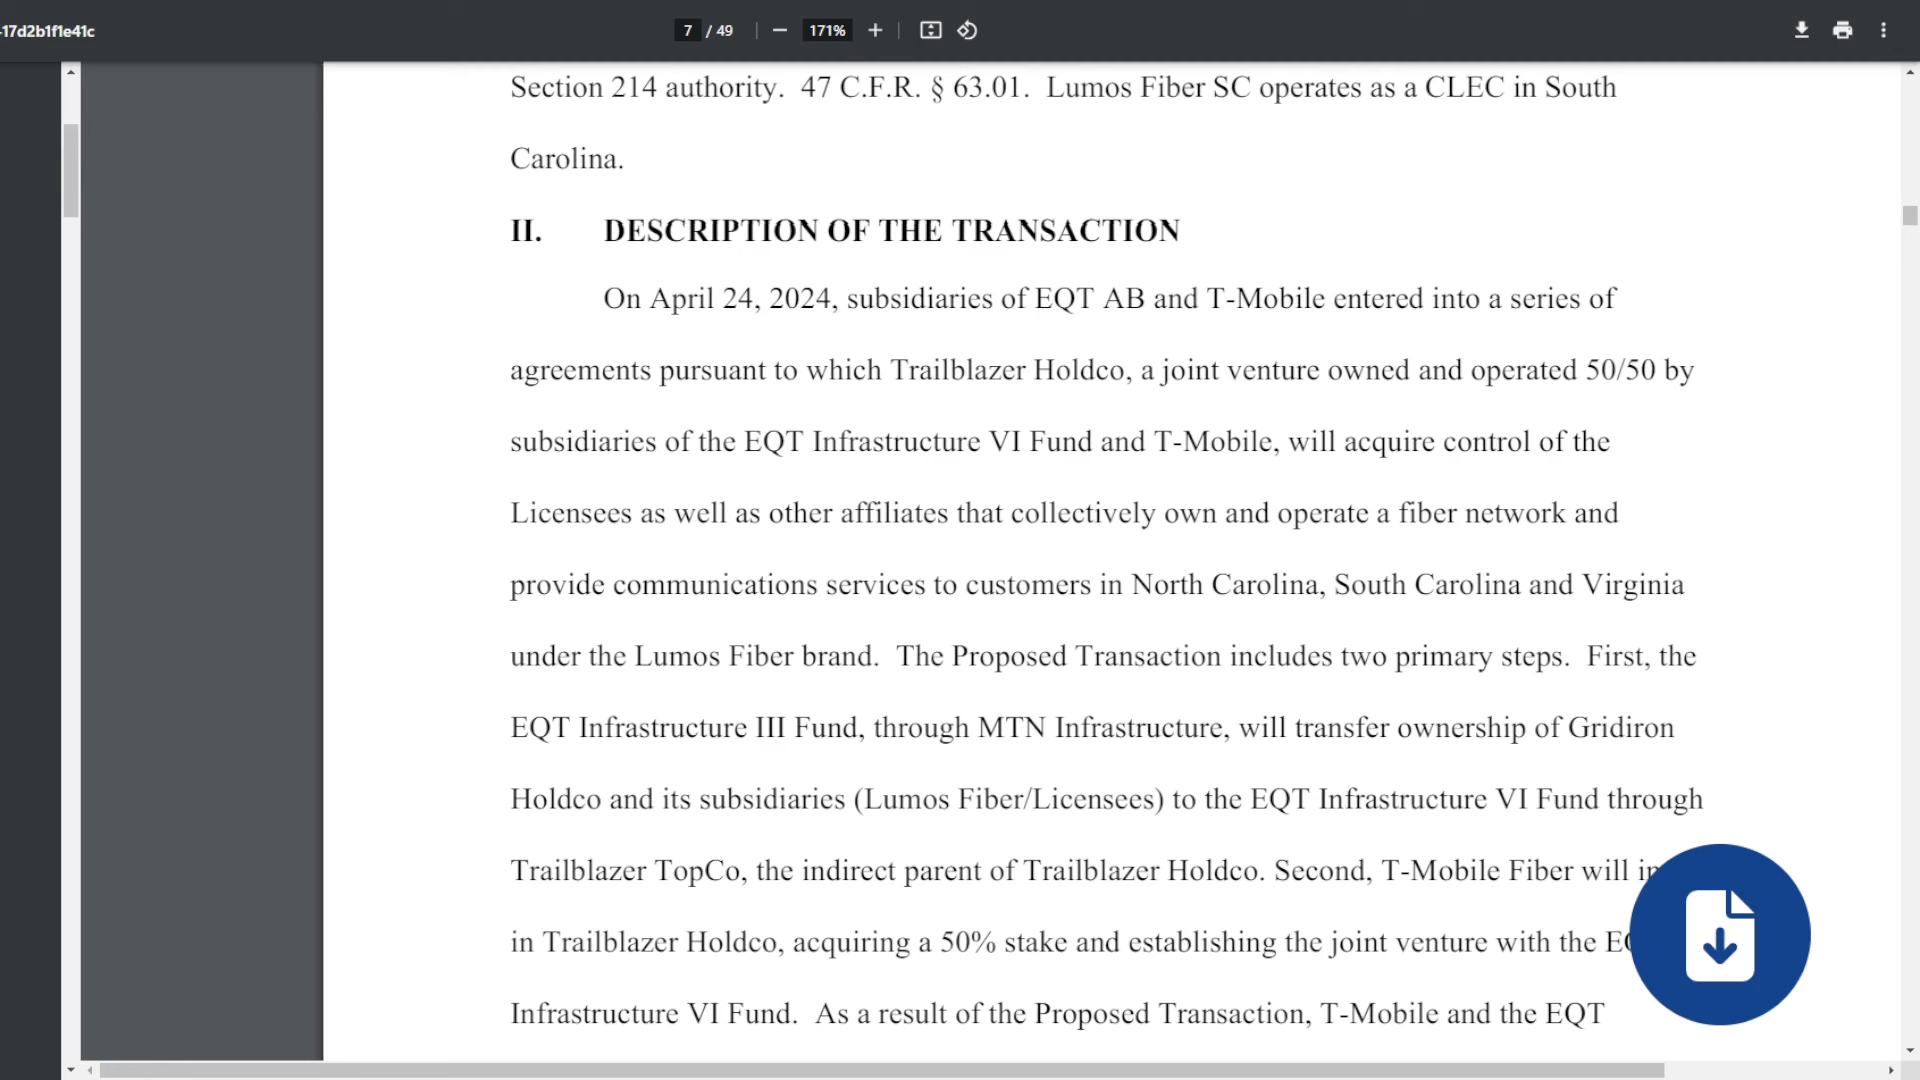 -17d2b1f1e41c
7 / 49
171%
Section 214 authority.  47 C.F.R. § 63.01.  Lumos Fiber SC operates as a CLEC in South
Carolina.
II. DESCRIPTION OF THE TRANSACTION
On April 24, 2024, subsidiaries of EQT AB and T-Mobile entered into a series of
agreements pursuant to which Trailblazer Holdco, a joint venture owned and operated 50/50 by
subsidiaries of the EQT Infrastructure VI Fund and T-Mobile, will acquire control of the
Licensees as well as other affiliates that collectively own and operate a fiber network and
provide communications services to customers in North Carolina, South Carolina and Virginia
under the Lumos Fiber brand.  The Proposed Transaction includes two primary steps.  First, the
EQT Infrastructure III Fund, through MTN Infrastructure, will transfer ownership of Gridiron
Holdco and its subsidiaries (Lumos Fiber/Licensees) to the EQT Infrastructure VI Fund through
Trailblazer TopCo, the indirect parent of Trailblazer Holdco. Second, T-Mobile Fiber will
in Trailblazer Holdco, acquiring a 50% stake and establishing the joint venture with the
Infrastructure VI Fund.  As a result of the Proposed Transaction, T-Mobile and the EQT